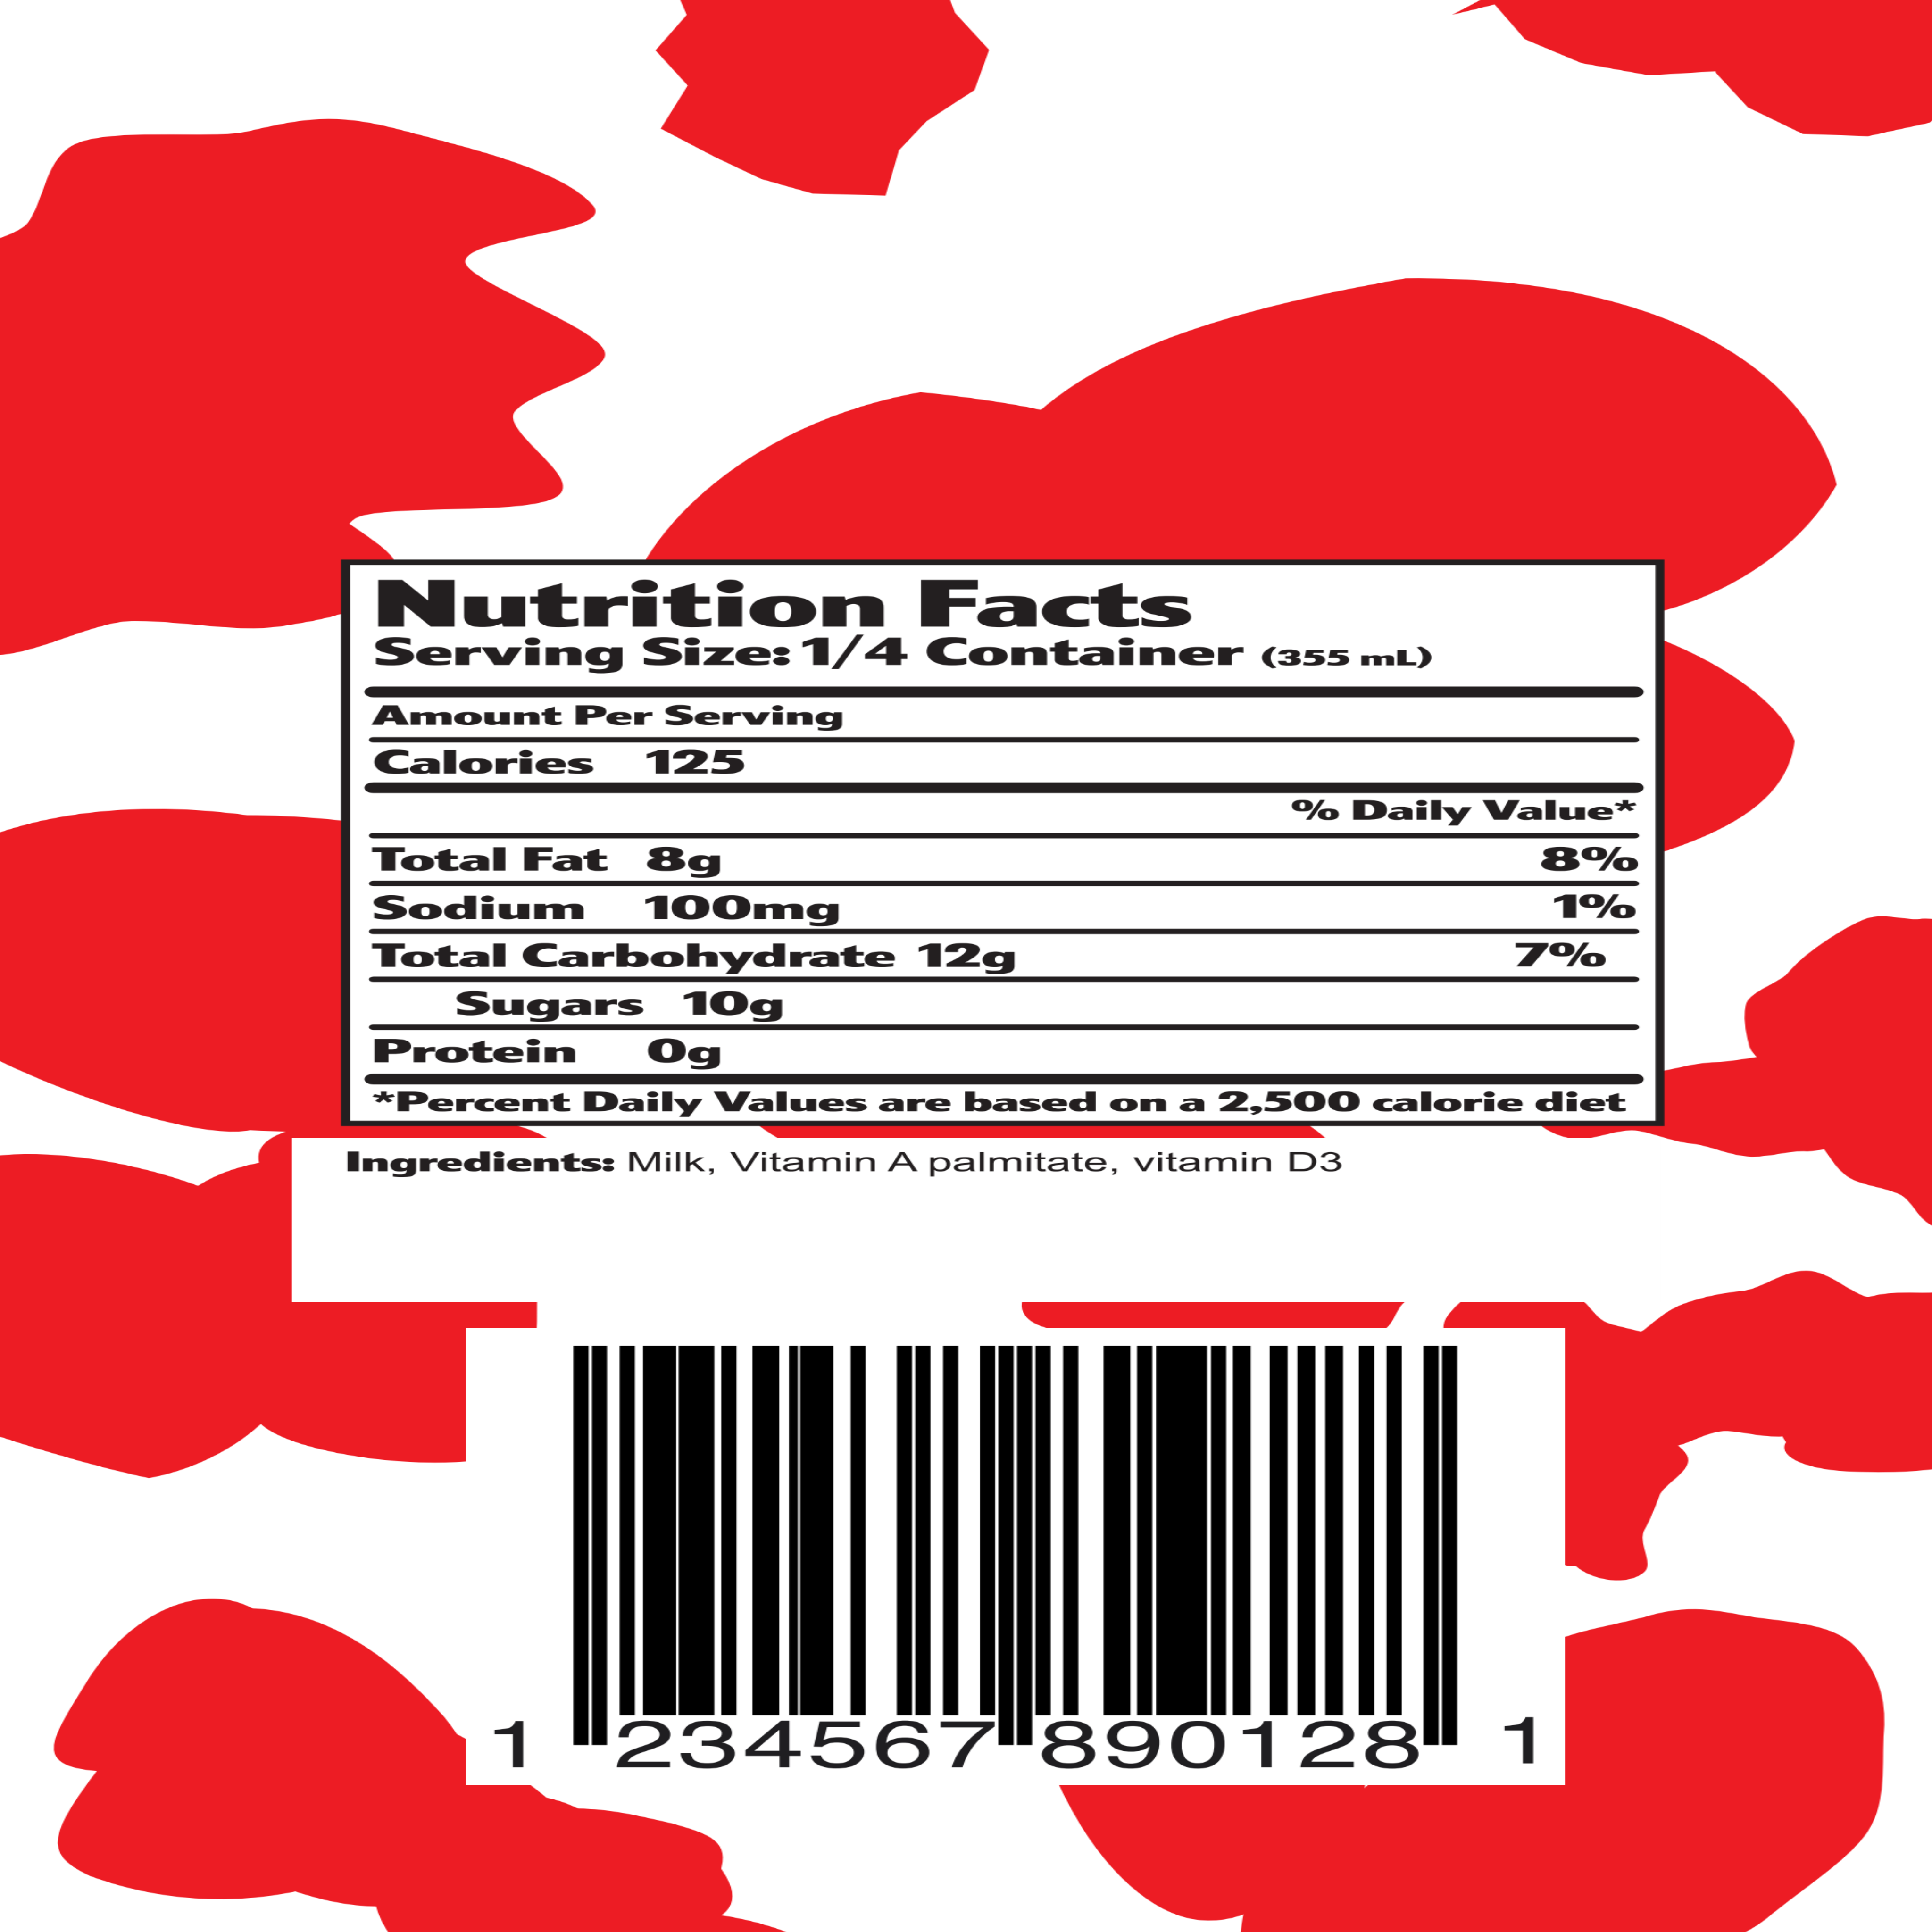 Nutrition Facts
Serving Size: 1/4 Container (355 mL)
Amount Per Serving
Calories 125
% Daily Value*
Total Fat 8g 8%
Sodium 100mg 1%
Total Carbohydrate 12g 7%
Sugars 10g
Protein 0g
*Percent Daily Values are based on a 2,500 calorie diet
Ingredients: Milk, Vitamin A palmitate, vitamin D3
1 234567 890128 1